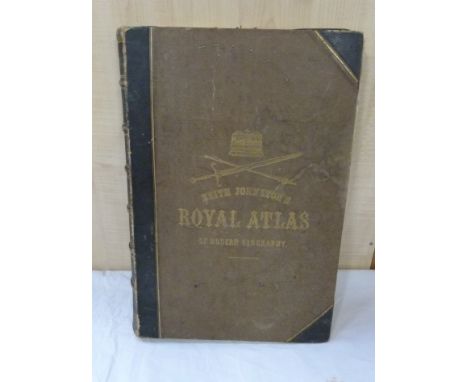 KEITH JOHNSTON'S
ROYAL ATLAS
OF MODERN GEOGRAPHY